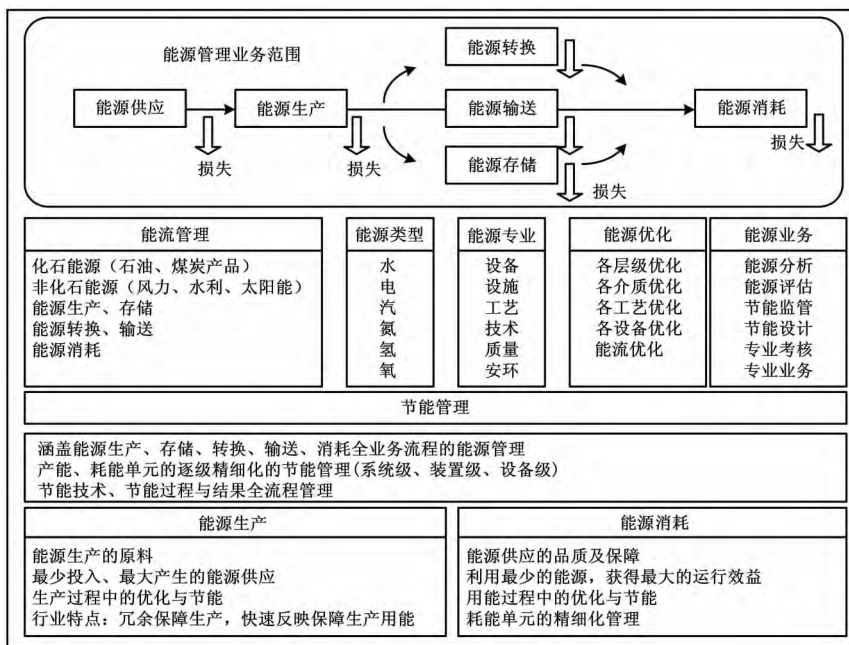 能源管理业务范围
能源转换
能源供应
能源生产
能源输送
能源消耗
损失
损失
损失
能源存储
损失
能流管理
化石能源（石油、煤炭产品）
非化石能源（风力、水利、太阳能）
能源生产、存储
能源转换、输送
能源消耗
能源类型
水
电
汽
氮
氢
氧
能源专业
设备
设施
工艺
技术
质量
安环
能源优化
各层级优化
各介质优化
各工艺优化
各设备优化
能流优化
能源业务
能源分析
能源评估
节能监管
节能设计
专业考核
专业业务
节能管理
涵盖能源生产、存储、转换、输送、消耗全业务流程的能源管理
产能、耗能单元的逐级精细化的节能管理(系统级、装置级、设备级)
节能技术、节能过程与结果全流程管理
能源生产
能源生产的原料
最少投入、最大产生的能源供应
生产过程中的优化与节能
行业特点：冗余保障生产，快速反映保障生产用能
能源消耗
能源供应的品质及保障
利用最少的能源，获得最大的运行效益
用能过程中的优化与节能
耗能单元的精细化管理